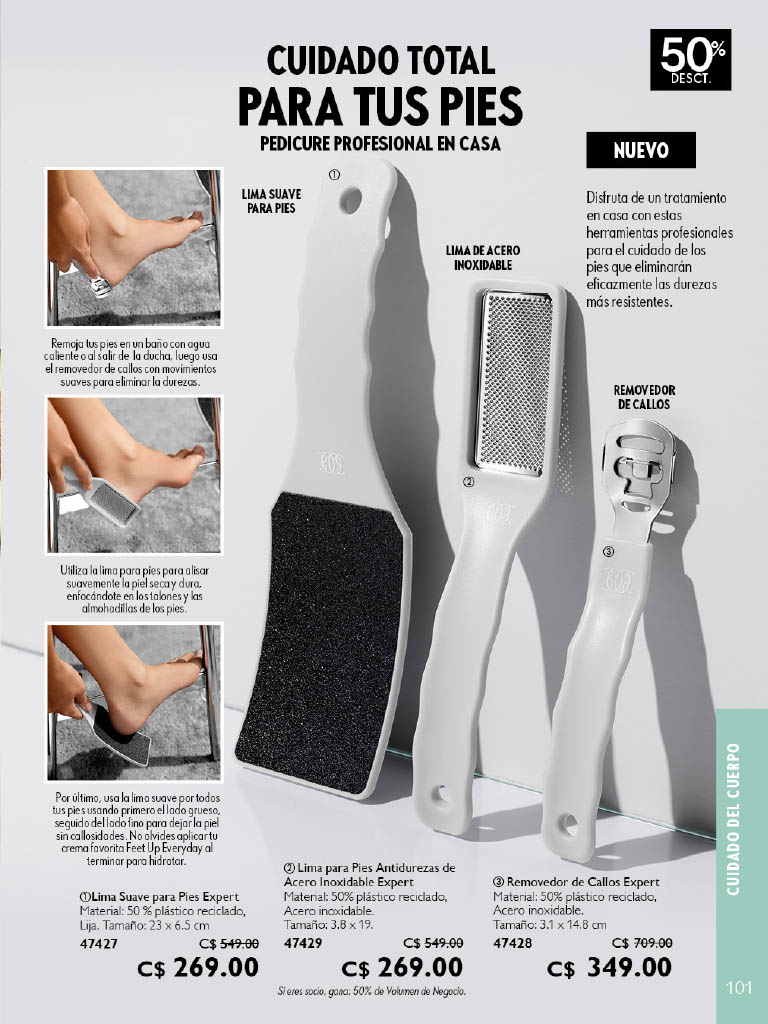 CUIDADO TOTAL
PARA TUS PIES
PEDICURE PROFESIONAL EN CASA
50%
DESCT.
NUEVO
Disfruta de un tratamiento
en casa con estas
herramientas profesionales
para el cuidado de los
pies que eliminarán
eficazmente las durezas
más resistentes.
①
LIMA SUAVE
PARA PIES
LIMA DE ACERO
INOXIDABLE
②
REMOVEDOR
DE CALLOS
③
Remoja tus pies en un baño con agua
caliente o al salir de la ducha, luego usa
el removedor de callos con movimientos
suaves para eliminar la durezas.
Utiliza la lima para pies para alisar
suavemente la piel seca y dura,
enfocándote en los talones y las
almohadillas de los pies.
Por último, usa la lima suave por todos
tus pies usando primero el lado grueso,
seguido del lado fino para dejar la piel
sin callosidades. No olvides aplicar tu
crema favorita Feet Up Everyday al
terminar para hidratar.
①Lima Suave para Pies Expert
Material: 50 % plástico reciclado,
Lija. Tamaño: 23 x 6.5 cm
47427 C$ 549.00
C$ 269.00
② Lima para Pies Antidurezas de
Acero Inoxidable Expert
Material: 50% plástico reciclado,
Acero inoxidable.
Tamaño: 3.8 x 19.
47429 C$ 549.00
C$ 269.00
③ Removedor de Callos Expert
Material: 50% plástico reciclado,
Acero inoxidable.
Tamaño: 3.1 x 14.8 cm
47428 C$ 709.00
C$ 349.00
Si eres socio, gana: 50% de Volumen de Negocio.
CUIDADO DEL CUERPO
101